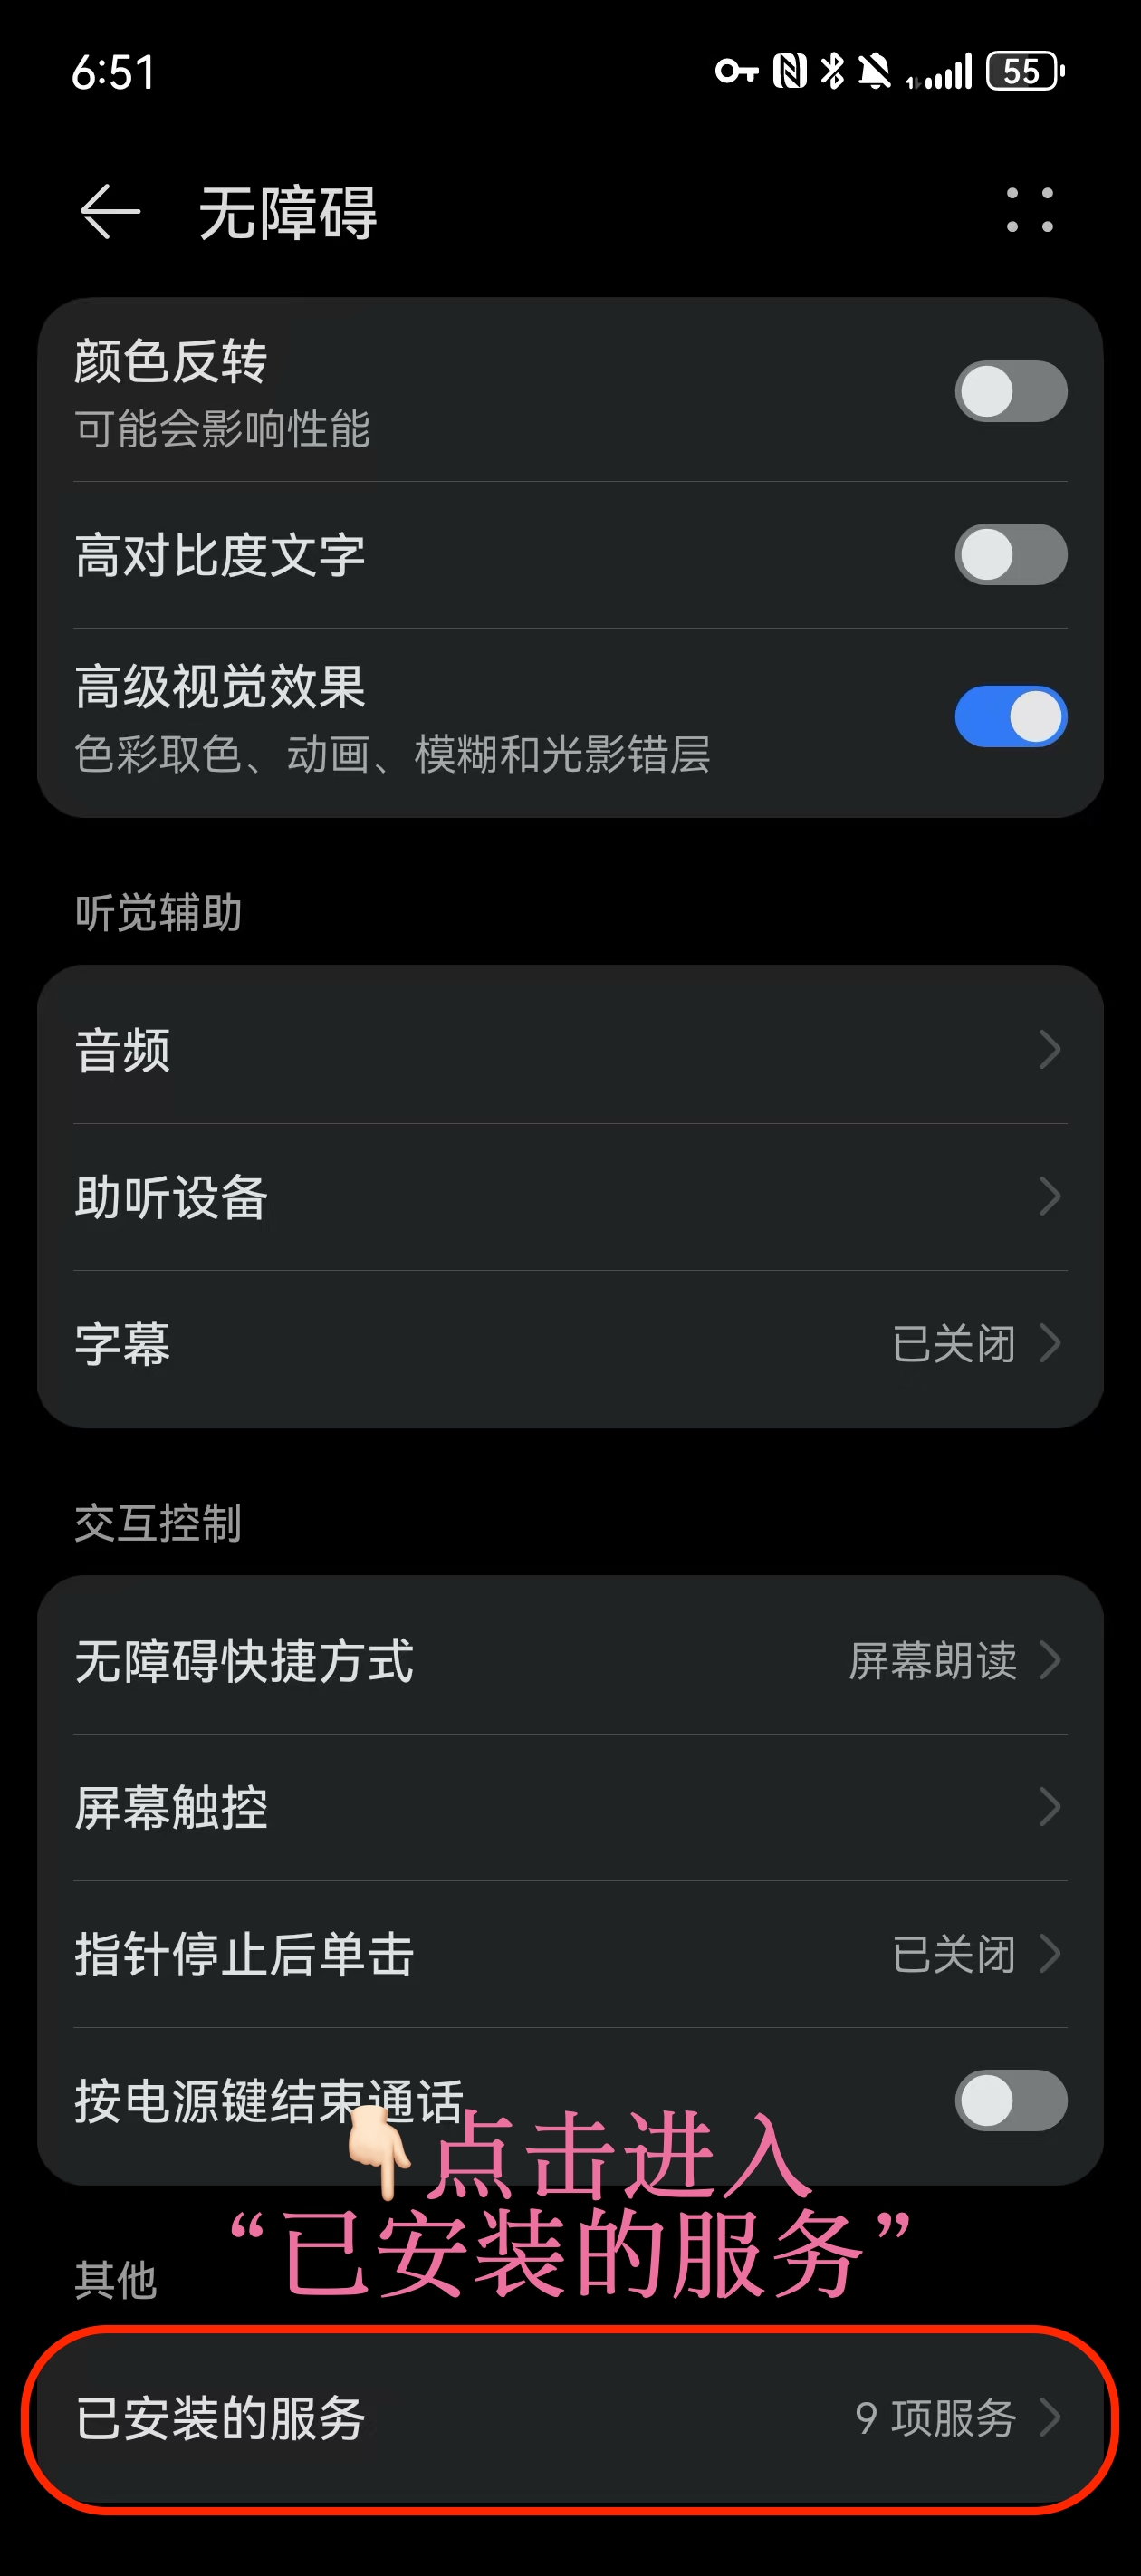 6:51
55
无障碍
颜色反转
可能会影响性能
高对比度文字
高级视觉效果
色彩取色、动画、模糊和光影错层
听觉辅助
音频
助听设备
字幕 已关闭
交互控制
无障碍快捷方式 屏幕朗读
屏幕触控
指针停止后单击 已关闭
按电源键结束通话
👇🏻点击进入
“已安装的服务”
其他
已安装的服务 9 项服务